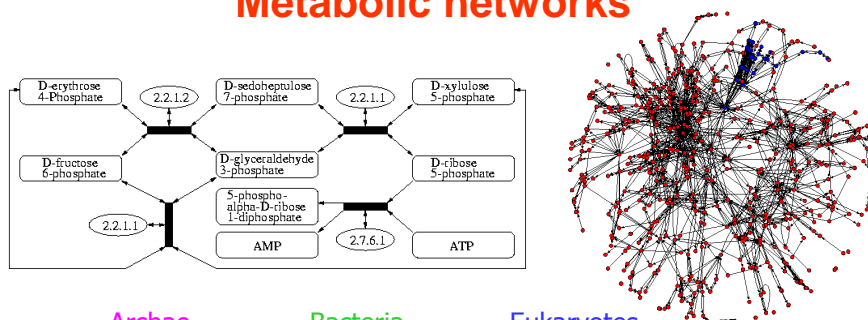 Metabolic networks
D-erythrose
4-Phosphate
2.2.1.2
D-sedoheptulose
7-phosphate
2.2.1.1
D-xylulose
5-phosphate
D-fructose
6-phosphate
D-glyceraldehyde
3-phosphate
D-ribose
5-phosphate
5-phospho-
alpha-D-ribose
1-diphosphate
2.2.1.1
AMP
2.7.6.1
ATP
Archae
Bacteria
Eukaryotes